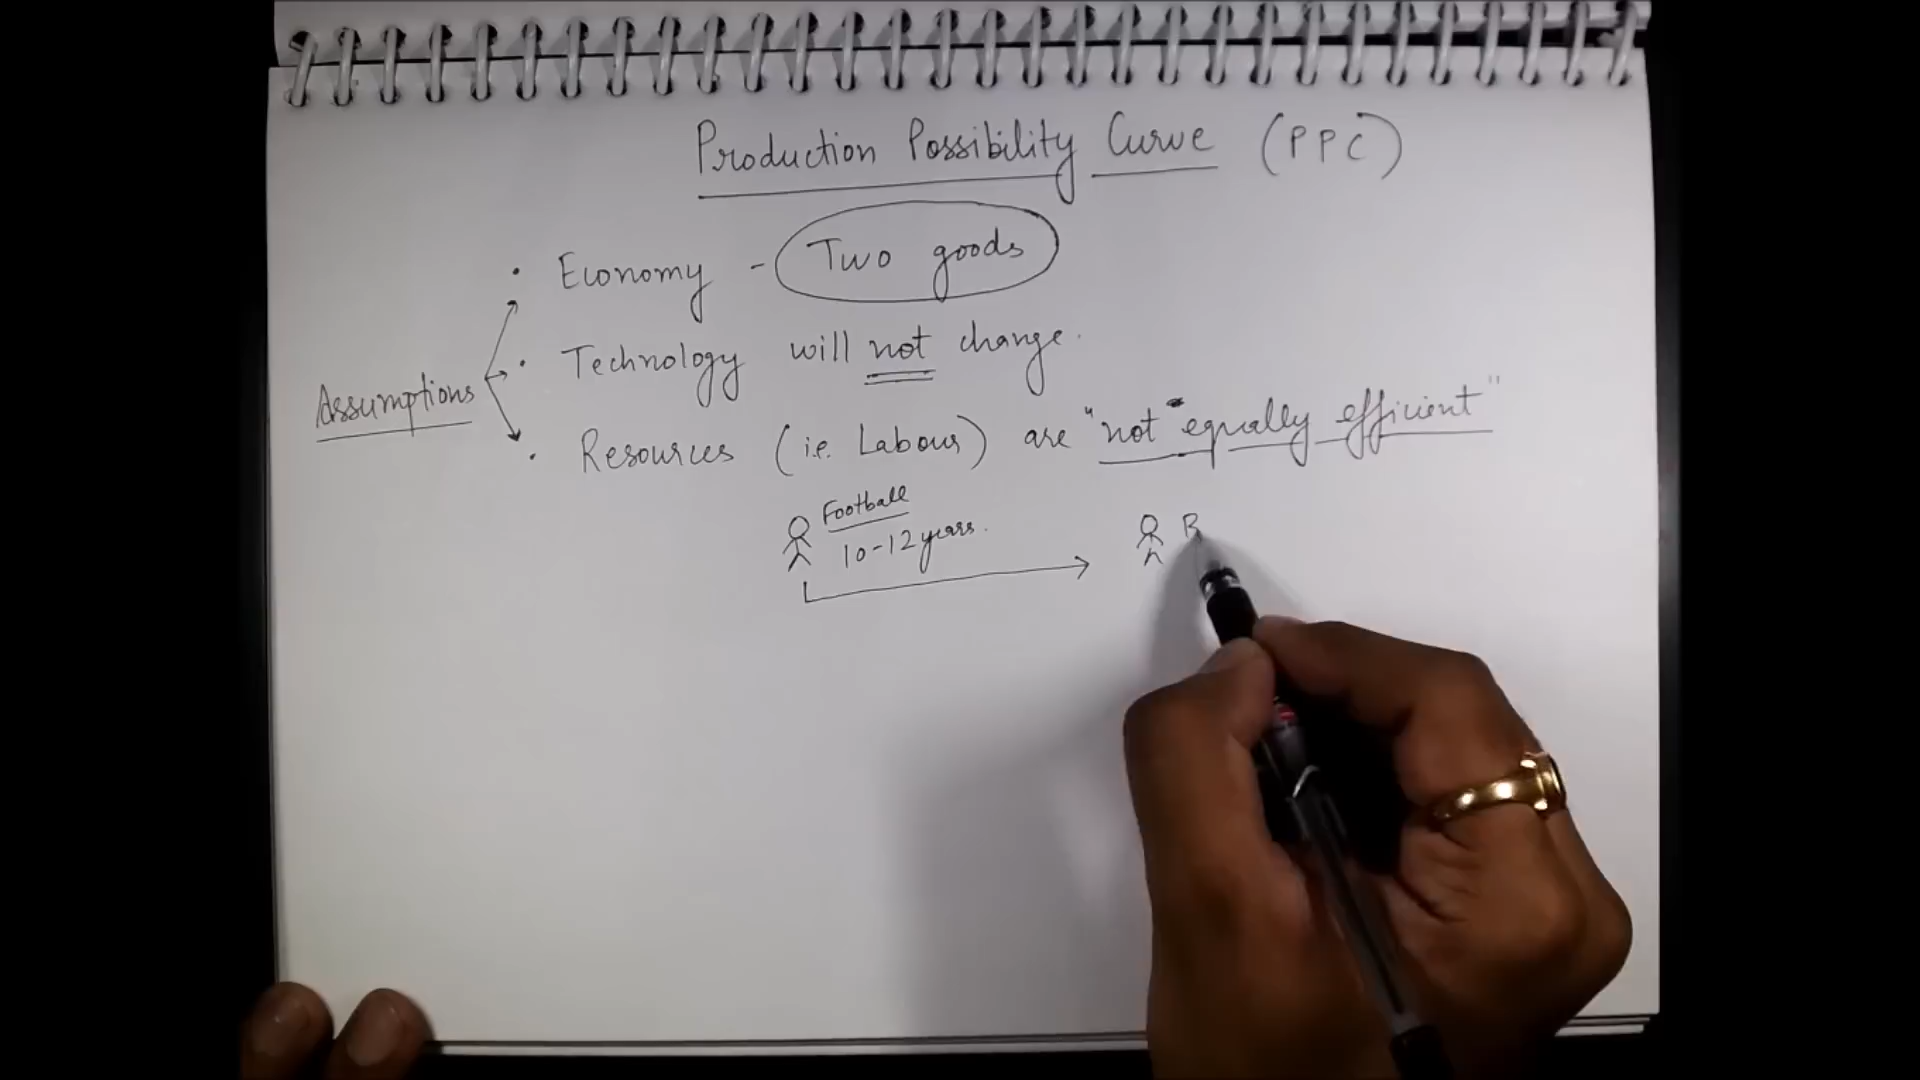 Production Possibility Curve (PPC)
• Economy - Two goods
• Technology will not change.
Assumptions
• Resources (i.e. Labour) are "not equally efficient"
Football
10-12 years.
B